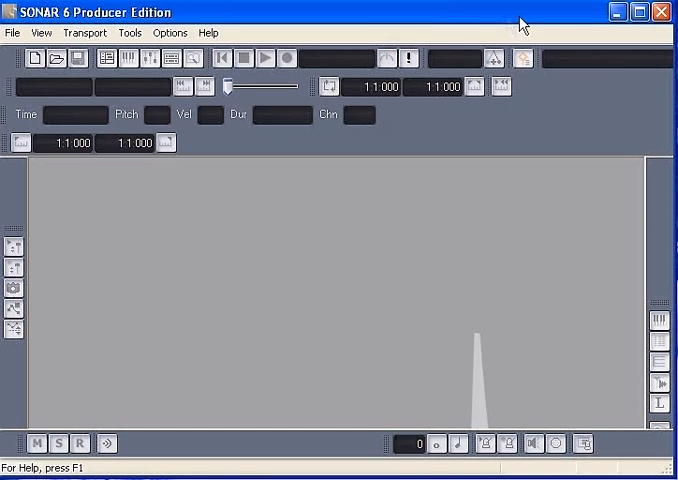 SONAR 6 Producer Edition
File View Transport Tools Options Help
1:1:000 1:1:000
Time Pitch Vel Dur Chn
1:1:000 1:1:000
L
M S R 0
For Help, press F1